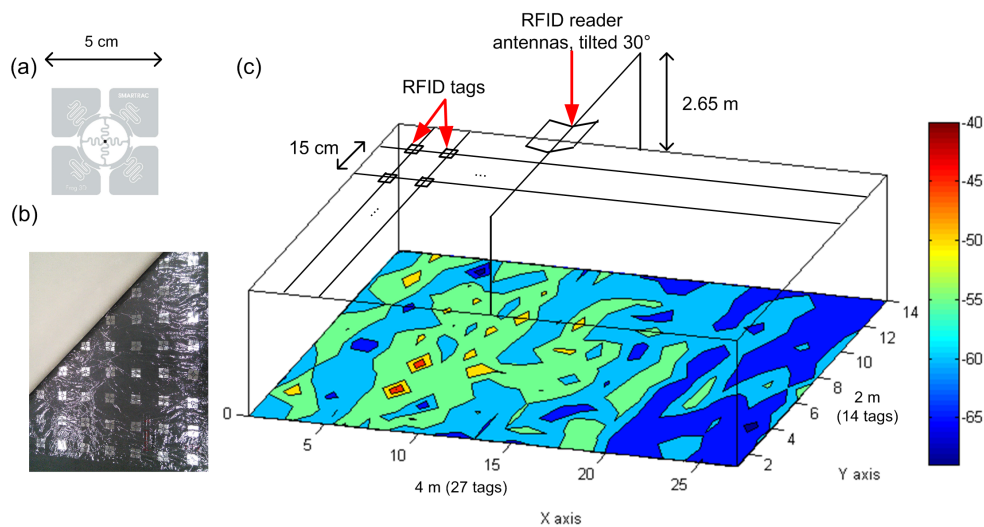 (a)
5 cm
SMARTRAC
(b)
(c)
RFID reader
antennas, tilted 30°
RFID tags
2.65 m
15 cm
...
...
-40
-45
-50
-55
-60
-65
0
5
10
15
20
25
4 m (27 tags)
X axis
2
4
6
8
10
12
14
2 m
(14 tags)
Y axis